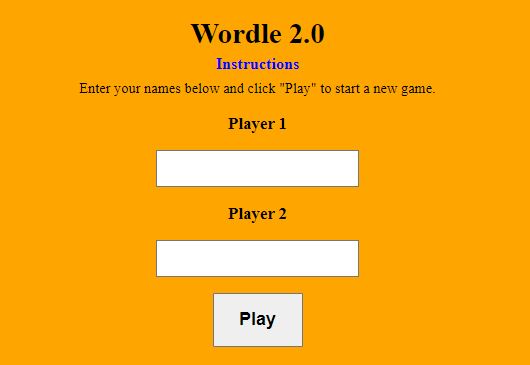 Wordle 2.0
Instructions
Enter your names below and click "Play" to start a new game.
Player 1
Player 2
Play